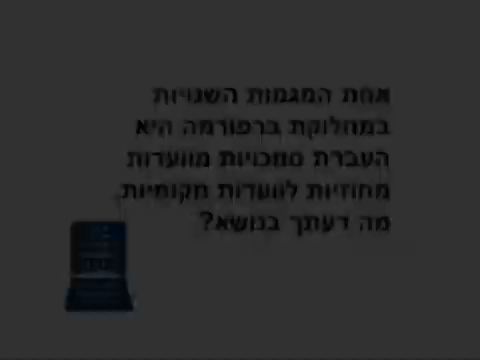 אחת המגמות השנויות
במחלוקת ברפורמה היא
העברת סמכויות מוועדות
מחוזיות לוועדות מקומיות.
מה דעתך בנושא?